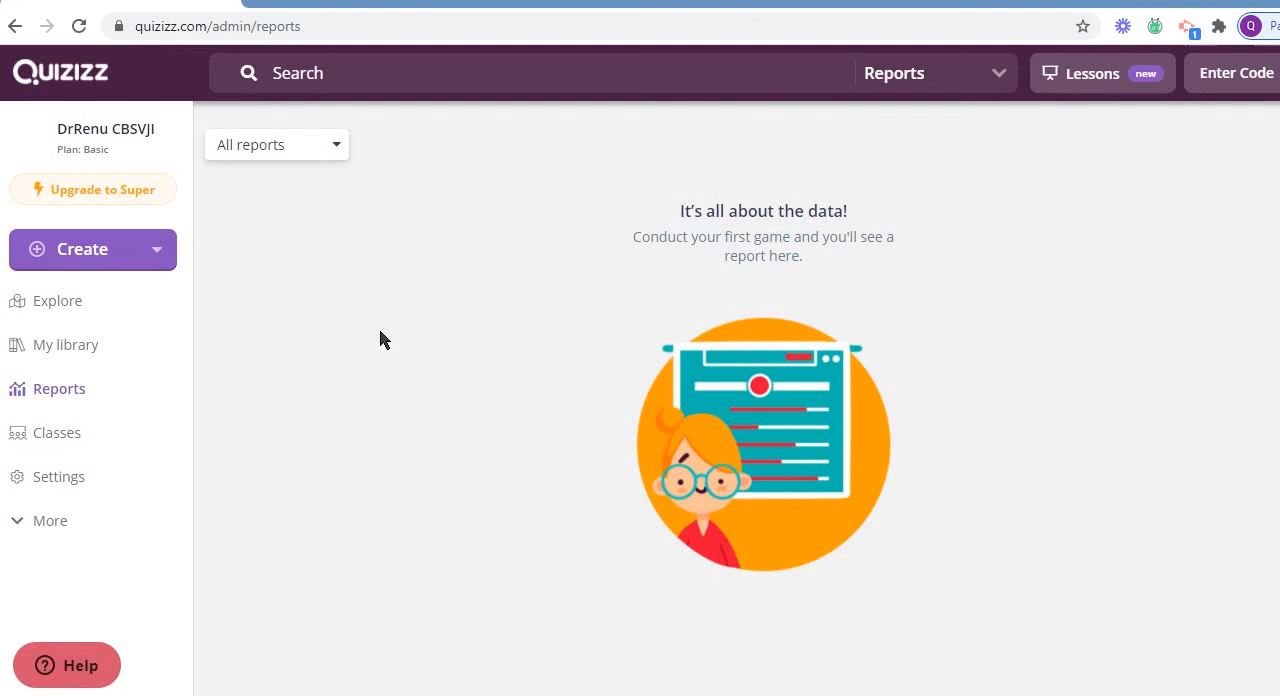 quizizz.com/admin/reports
1
Q
Quizizz
Search
Reports
Lessons new
Enter Code
DrRenu CBSVJI
Plan: Basic
Upgrade to Super
Create
Explore
My library
Reports
Classes
Settings
More
Help
All reports
It's all about the data!
Conduct your first game and you'll see a
report here.